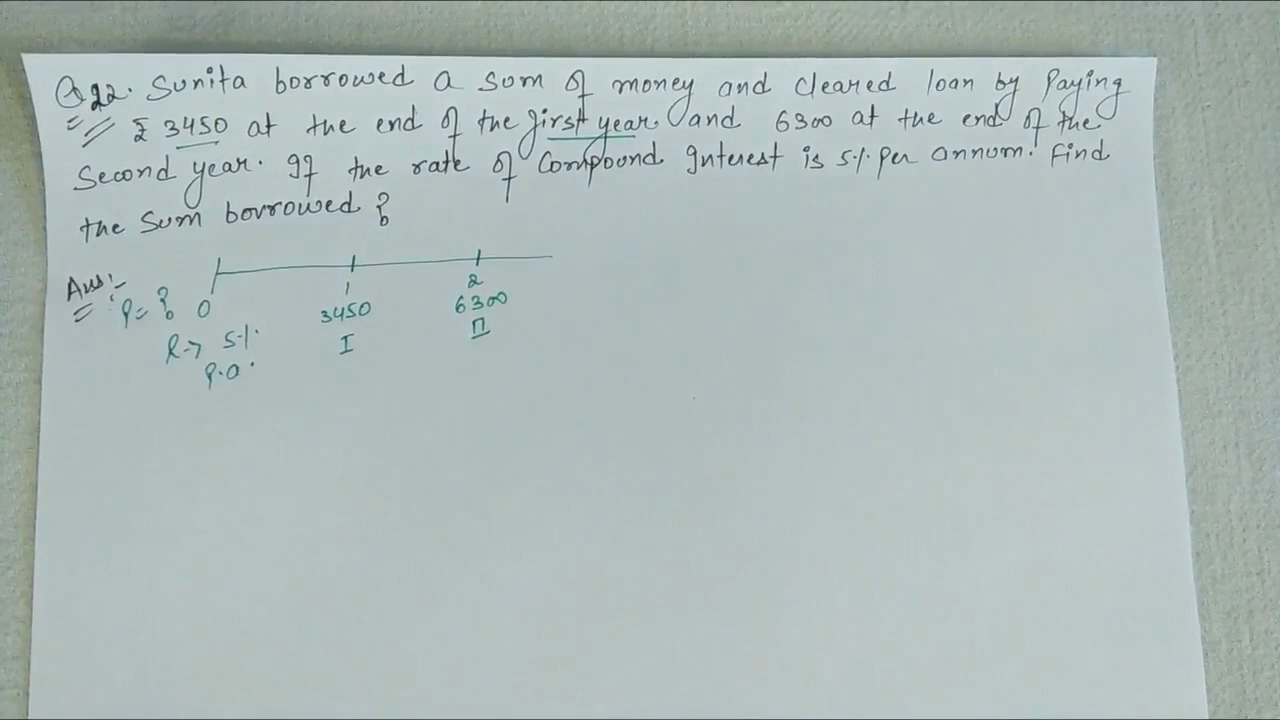 Q22. Sunita borrowed a sum of money and cleared loan by Paying
₹ 3450 at the end of the first year and 6300 at the end of the
Second year. If the rate of Compound Interest is 5% per annum. Find
the sum borrowed ?
Ans:-
P = ? 0 1 2
3450 6300
R → 5% I II
P.a.